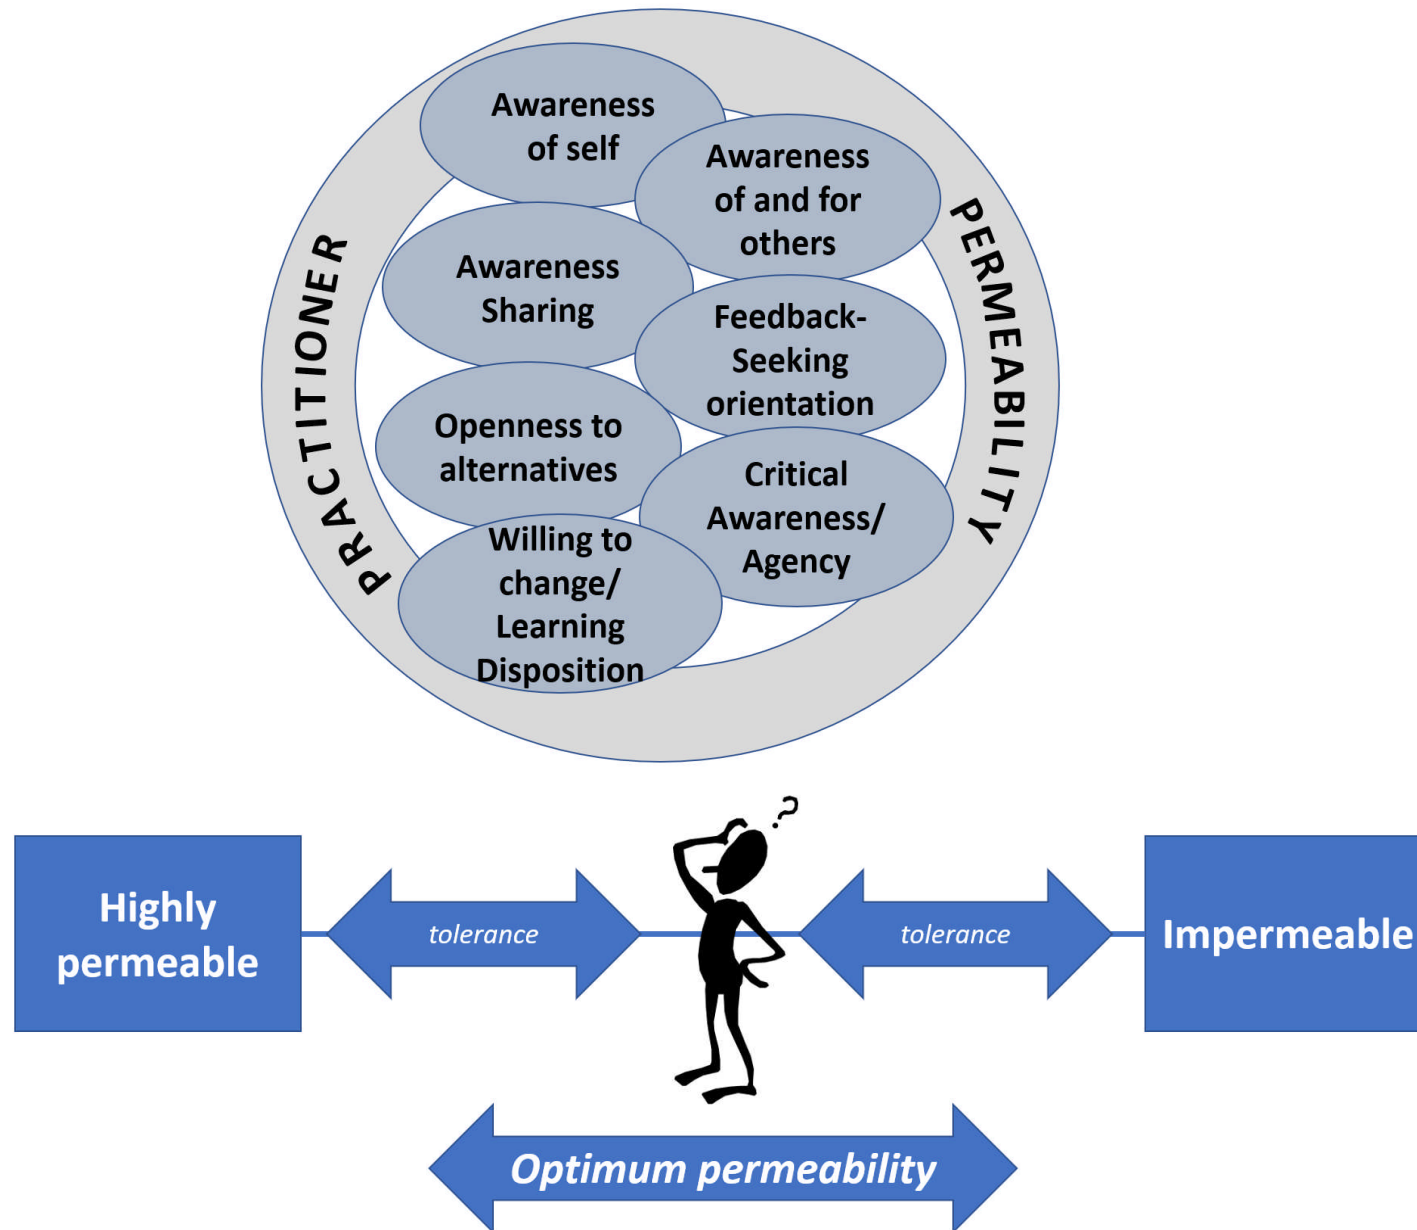 Awareness
of self
Awareness
of and for
others
Awareness
Sharing
Feedback-
Seeking
orientation
Openness to
alternatives
Critical
Awareness/
Agency
Willing to
change/
Learning
Disposition
PRACTITIONER
PERMEABILITY
?
Highly
permeable
tolerance
tolerance
Impermeable
Optimum permeability